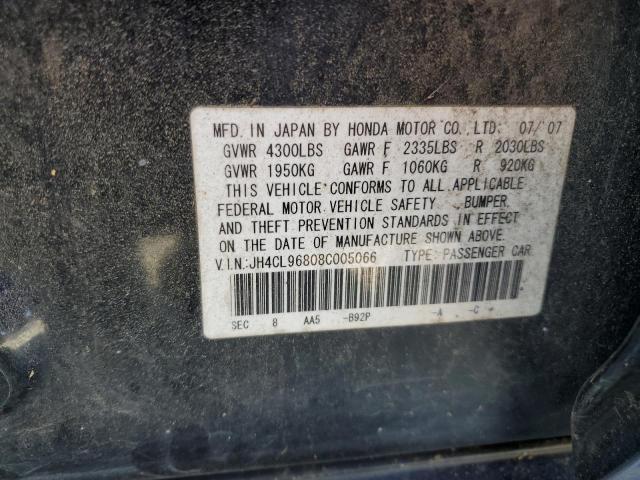 MFD. IN JAPAN BY HONDA MOTOR CO., LTD. 07/'07
GVWR 4300LBS GAWR F 2335LBS R 2030LBS
GVWR 1950KG GAWR F 1060KG R 920KG
THIS VEHICLE CONFORMS TO ALL APPLICABLE
FEDERAL MOTOR VEHICLE SAFETY BUMPER,
AND THEFT PREVENTION STANDARDS IN EFFECT
ON THE DATE OF MANUFACTURE SHOWN ABOVE.
V.I.N:JH4CL96808C005066 TYPE: PASSENGER CAR
SEC 8 AA5 -B92P -A -C